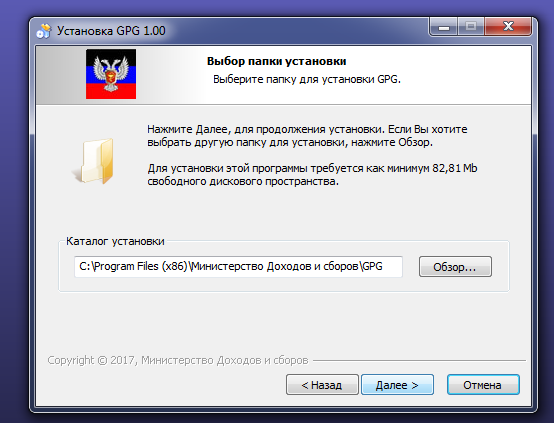 Установка GPG 1.00
Выбор папки установки
Выберите папку для установки GPG.
Нажмите Далее, для продолжения установки. Если Вы хотите
выбрать другую папку для установки, нажмите Обзор.
Для установки этой программы требуется как минимум 82,81 Mb
свободного дискового пространства.
Каталог установки
C:\Program Files (x86)\Министерство Доходов и сборов\GPG
Обзор...
Copyright © 2017, Министерство Доходов и сборов
< Назад
Далее >
Отмена